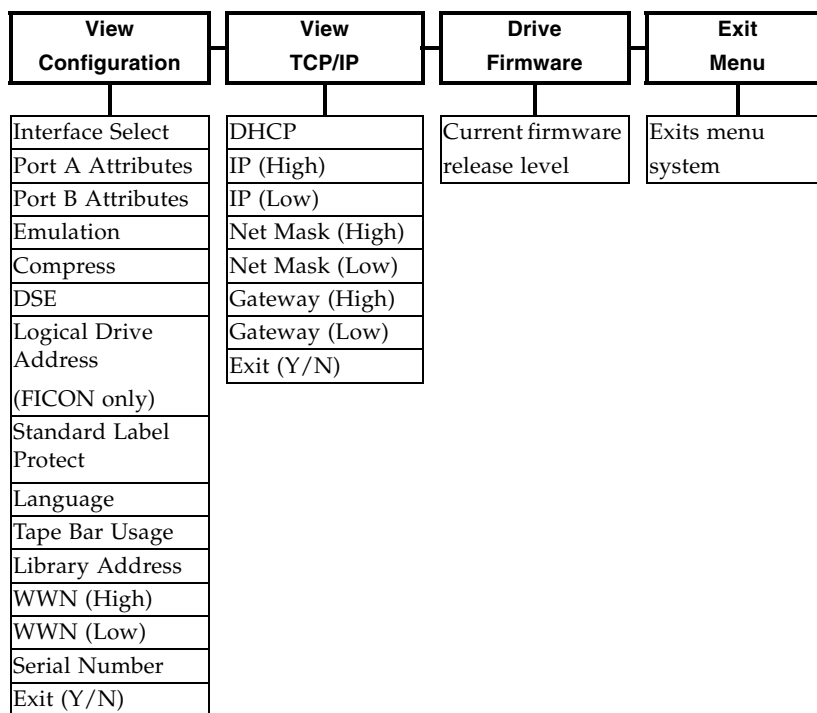 View
Configuration
View
TCP/IP
Drive
Firmware
Exit
Menu
Interface Select
Port A Attributes
Port B Attributes
Emulation
Compress
DSE
Logical Drive
Address
(FICON only)
Standard Label
Protect
Language
Tape Bar Usage
Library Address
WWN (High)
WWN (Low)
Serial Number
Exit (Y/N)
DHCP
IP (High)
IP (Low)
Net Mask (High)
Net Mask (Low)
Gateway (High)
Gateway (Low)
Exit (Y/N)
Current firmware
release level
Exits menu
system